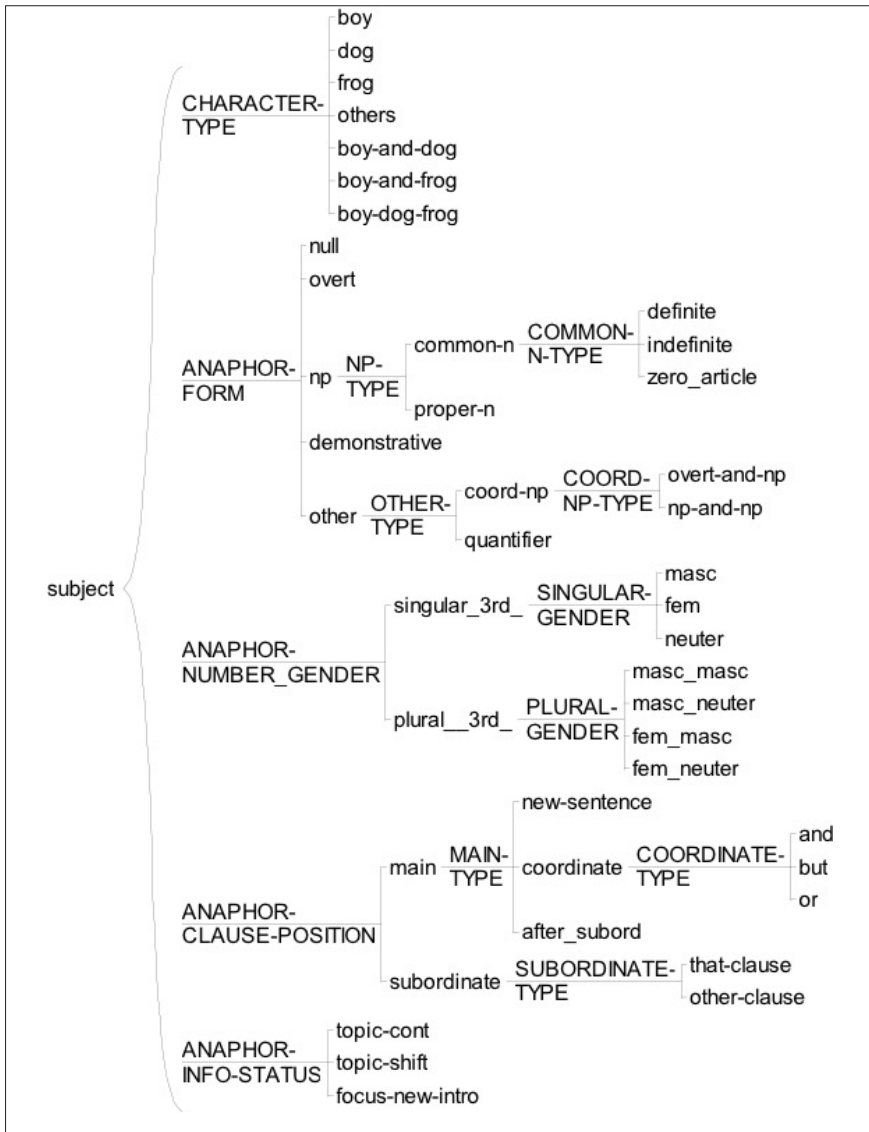 boy
dog
frog
CHARACTER-
TYPE
others
boy-and-dog
boy-and-frog
boy-dog-frog
null
overt
ANAPHOR-
FORM
np
NP-
TYPE
common-n
COMMON-
N-TYPE
definite
indefinite
zero_article
proper-n
demonstrative
other
OTHER-
TYPE
coord-np
COORD-
NP-TYPE
overt-and-np
np-and-np
quantifier
subject
ANAPHOR-
NUMBER_GENDER
singular_3rd_
SINGULAR-
GENDER
masc
fem
neuter
plural__3rd_
PLURAL-
GENDER
masc_masc
masc_neuter
fem_masc
fem_neuter
ANAPHOR-
CLAUSE-POSITION
main
MAIN-
TYPE
new-sentence
coordinate
COORDINATE-
TYPE
and
but
or
after_subord
subordinate
SUBORDINATE-
TYPE
that-clause
other-clause
ANAPHOR-
INFO-STATUS
topic-cont
topic-shift
focus-new-intro